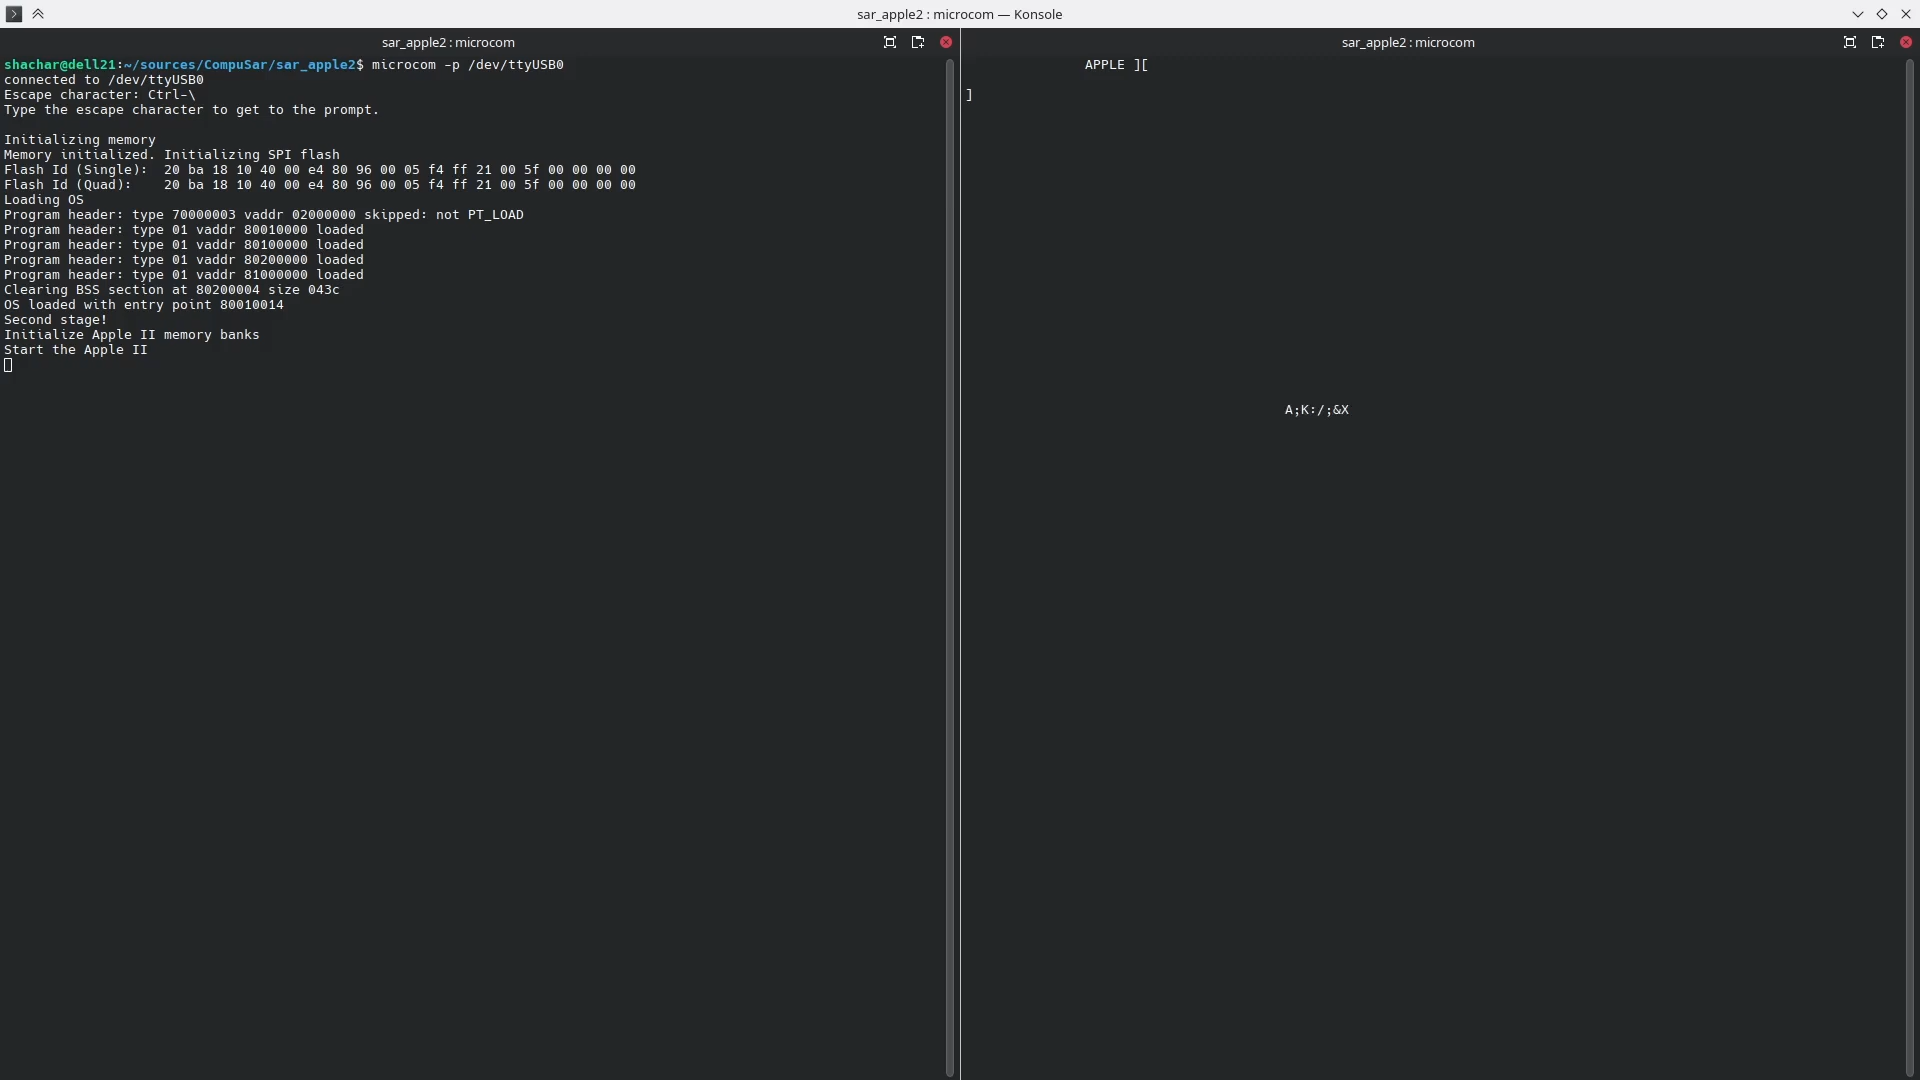 sar_apple2 : microcom — Konsole
sar_apple2 : microcom
shachar@dell21:~/sources/CompuSar/sar_apple2$ microcom -p /dev/ttyUSB0
connected to /dev/ttyUSB0
Escape character: Ctrl-\
Type the escape character to get to the prompt.
Initializing memory
Memory initialized. Initializing SPI flash
Flash Id (Single):  20 ba 18 10 40 00 e4 80 96 00 05 f4 ff 21 00 5f 00 00 00 00
Flash Id (Quad):    20 ba 18 10 40 00 e4 80 96 00 05 f4 ff 21 00 5f 00 00 00 00
Loading OS
Program header: type 70000003 vaddr 02000000 skipped: not PT_LOAD
Program header: type 01 vaddr 80010000 loaded
Program header: type 01 vaddr 80100000 loaded
Program header: type 01 vaddr 80200000 loaded
Program header: type 01 vaddr 81000000 loaded
Clearing BSS section at 80200004 size 043c
OS loaded with entry point 80010014
Second stage!
Initialize Apple II memory banks
Start the Apple II
sar_apple2 : microcom
APPLE ][
]
A;K:/;&X